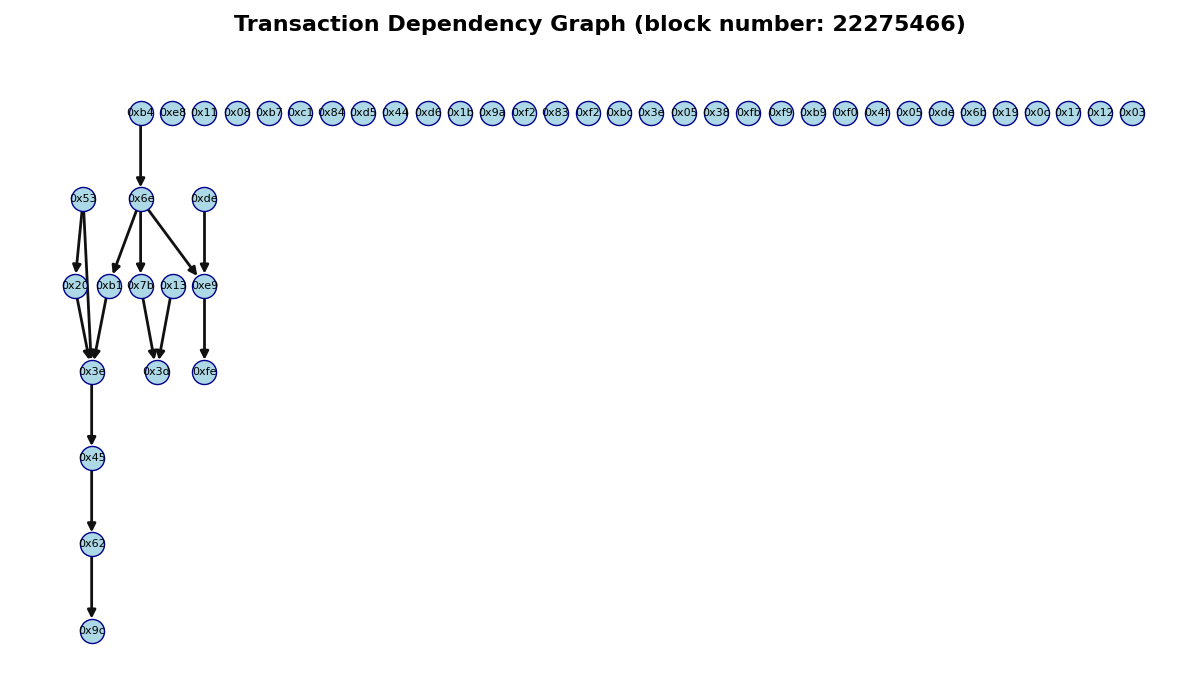 Transaction Dependency Graph (block number: 22275466)
0xb4 0xe8 0x11 0x08 0xb7 0xc1 0x84 0xd5 0x44 0xd6 0x1b 0x9a 0xf2 0x83 0xf2 0xbc 0x3e 0x05 0x38 0xfb 0xf9 0xb9 0xf0 0x4f 0x05 0xde 0x6b 0x19 0x0c 0x17 0x12 0x03
0x53 0x6e 0xde
0x20 0xb1 0x7b 0x13 0xe9
0x3e 0x3d 0xfe
0x45
0x62
0x9c